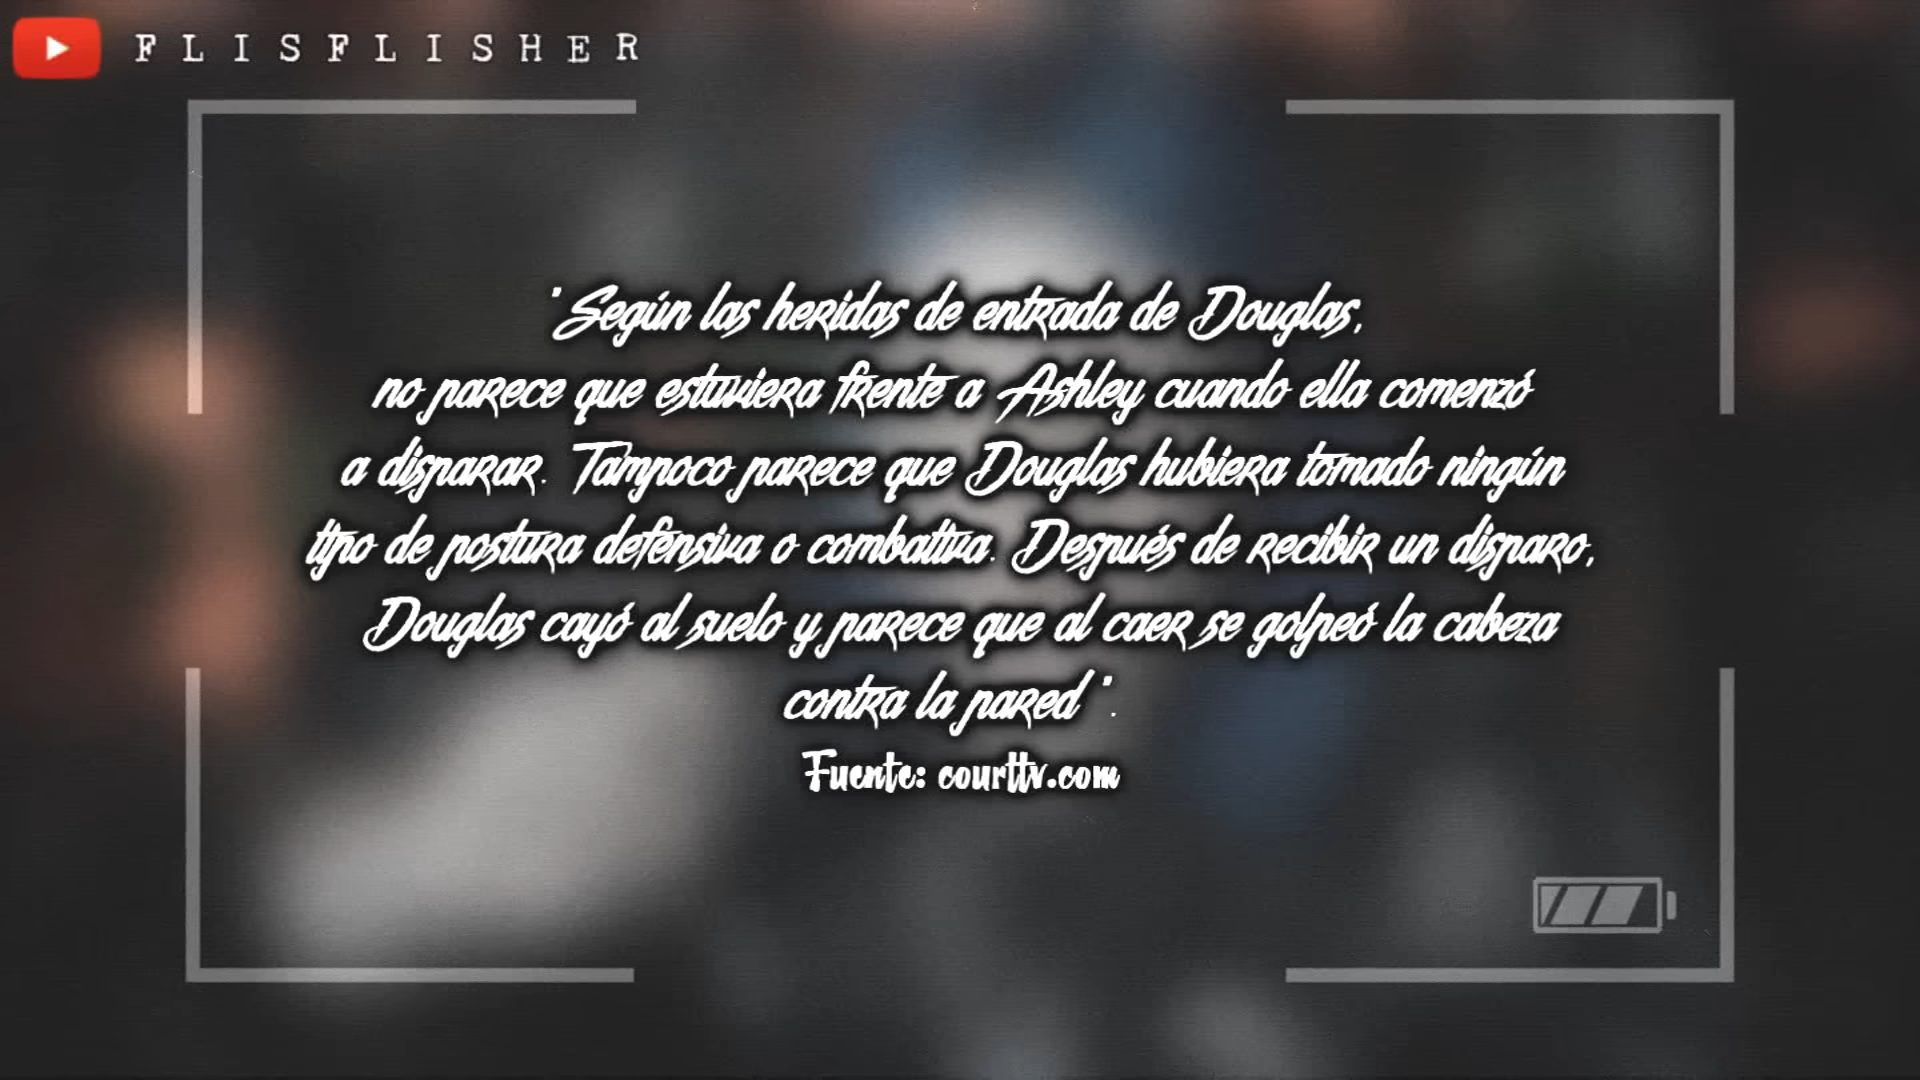 FLISFLISHER
"Según las heridas de entrada de Douglas,
no parece que estuviera frente a Ashley cuando ella comenzó
a disparar. Tampoco parece que Douglas hubiera tomado ningún
tipo de postura defensiva o combativa. Después de recibir un disparo,
Douglas cayó al suelo y parece que al caer se golpeó la cabeza
contra la pared".
Fuente: courttv.com